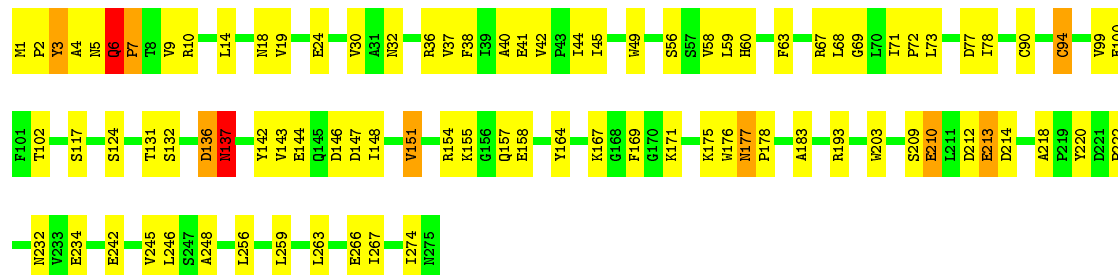 M1 P2 Y3 A4 N5 Q6 P7 T8 V9 R10 L14 N18 V19 E24 V30 A31 N32 R36 V37 F38 I39 A40 E41 V42 P43 I44 I45 W49 S56 S57 V58 L59 H60 F63 R67 L68 G69 L70 T71 P72 L73 D77 I78 C90 C94 V99 E100
F101 T102 S117 S124 T131 S132 D136 N137 Y142 V143 E144 Q145 D146 D147 I148 V151 R154 K155 G156 Q157 E158 Y164 K167 G168 F169 G170 K171 K175 W176 N177 P178 A183 R193 W203 S209 E210 L211 D212 E213 D214 A218 P219 Y220 D221
N232 V233 E234 E242 V245 L246 S247 A248 L256 L259 L263 E266 I267 I274 N275